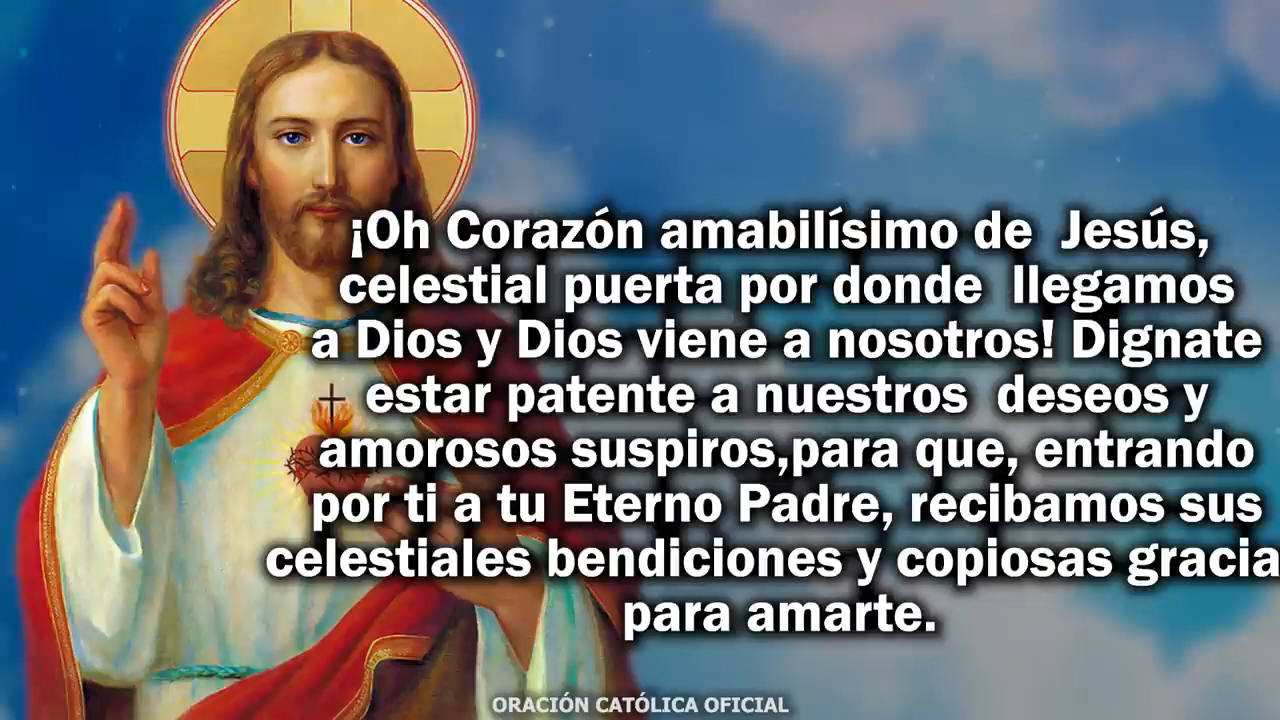 ¡Oh Corazón amabilísimo de Jesús,
celestial puerta por donde llegamos
a Dios y Dios viene a nosotros! Dignate
estar patente a nuestros deseos y
amorosos suspiros,para que, entrando
por ti a tu Eterno Padre, recibamos sus
celestiales bendiciones y copiosas gracia
para amarte.
ORACIÓN CATÓLICA OFICIAL